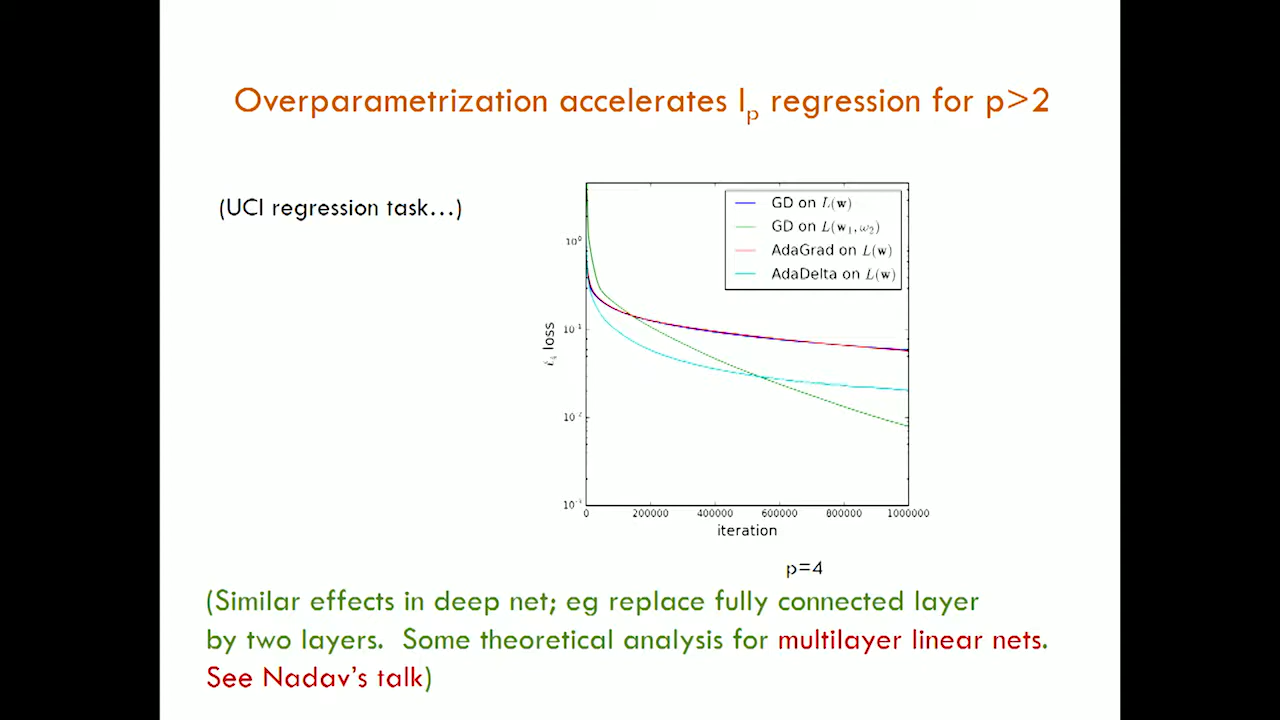 Overparametrization accelerates lp regression for p>2
(UCI regression task…)
GD on L(w)
GD on L(w1, ω2)
AdaGrad on L(w)
AdaDelta on L(w)
10^0
10^-1
10^-2
10^-3
ℓ4 loss
0 200000 400000 600000 800000 1000000
iteration
p=4
(Similar effects in deep net; eg replace fully connected layer
by two layers. Some theoretical analysis for multilayer linear nets.
See Nadav's talk)